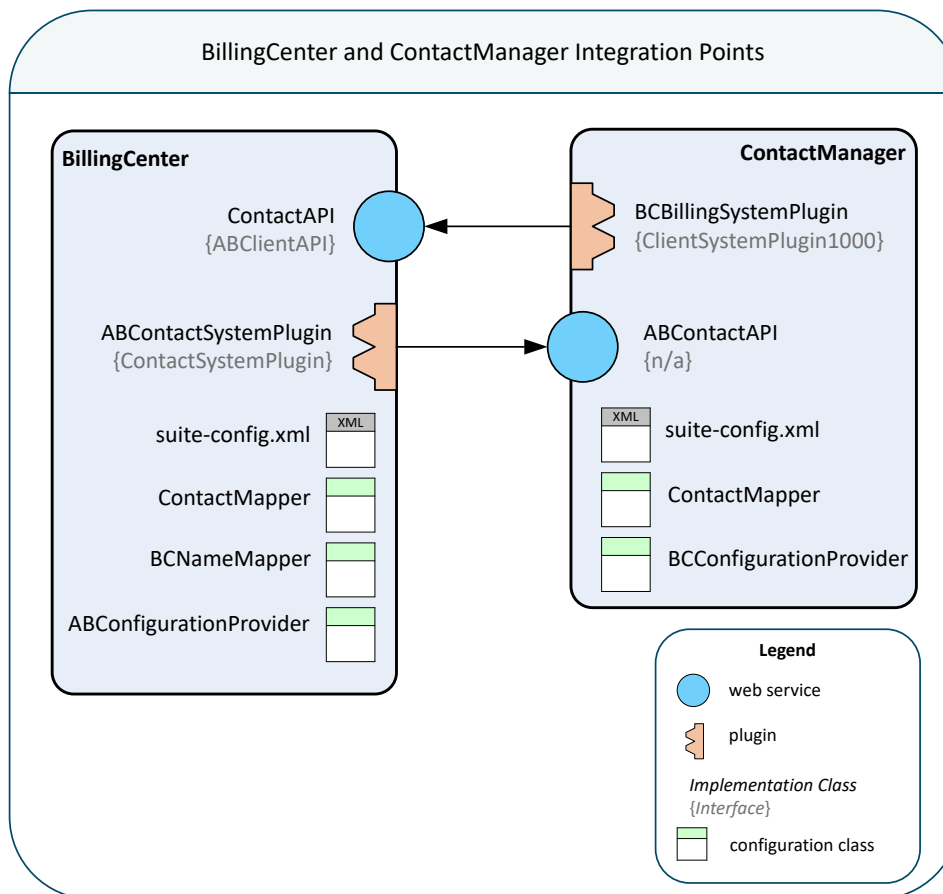 BillingCenter and ContactManager Integration Points
BillingCenter
ContactAPI
{ABClientAPI}
ABContactSystemPlugin
{ContactSystemPlugin}
suite-config.xml
XML
ContactMapper
BCNameMapper
ABConfigurationProvider
ContactManager
BCBillingSystemPlugin
{ClientSystemPlugin1000}
ABContactAPI
{n/a}
XML
suite-config.xml
ContactMapper
BCConfigurationProvider
Legend
web service
plugin
Implementation Class
{Interface}
configuration class